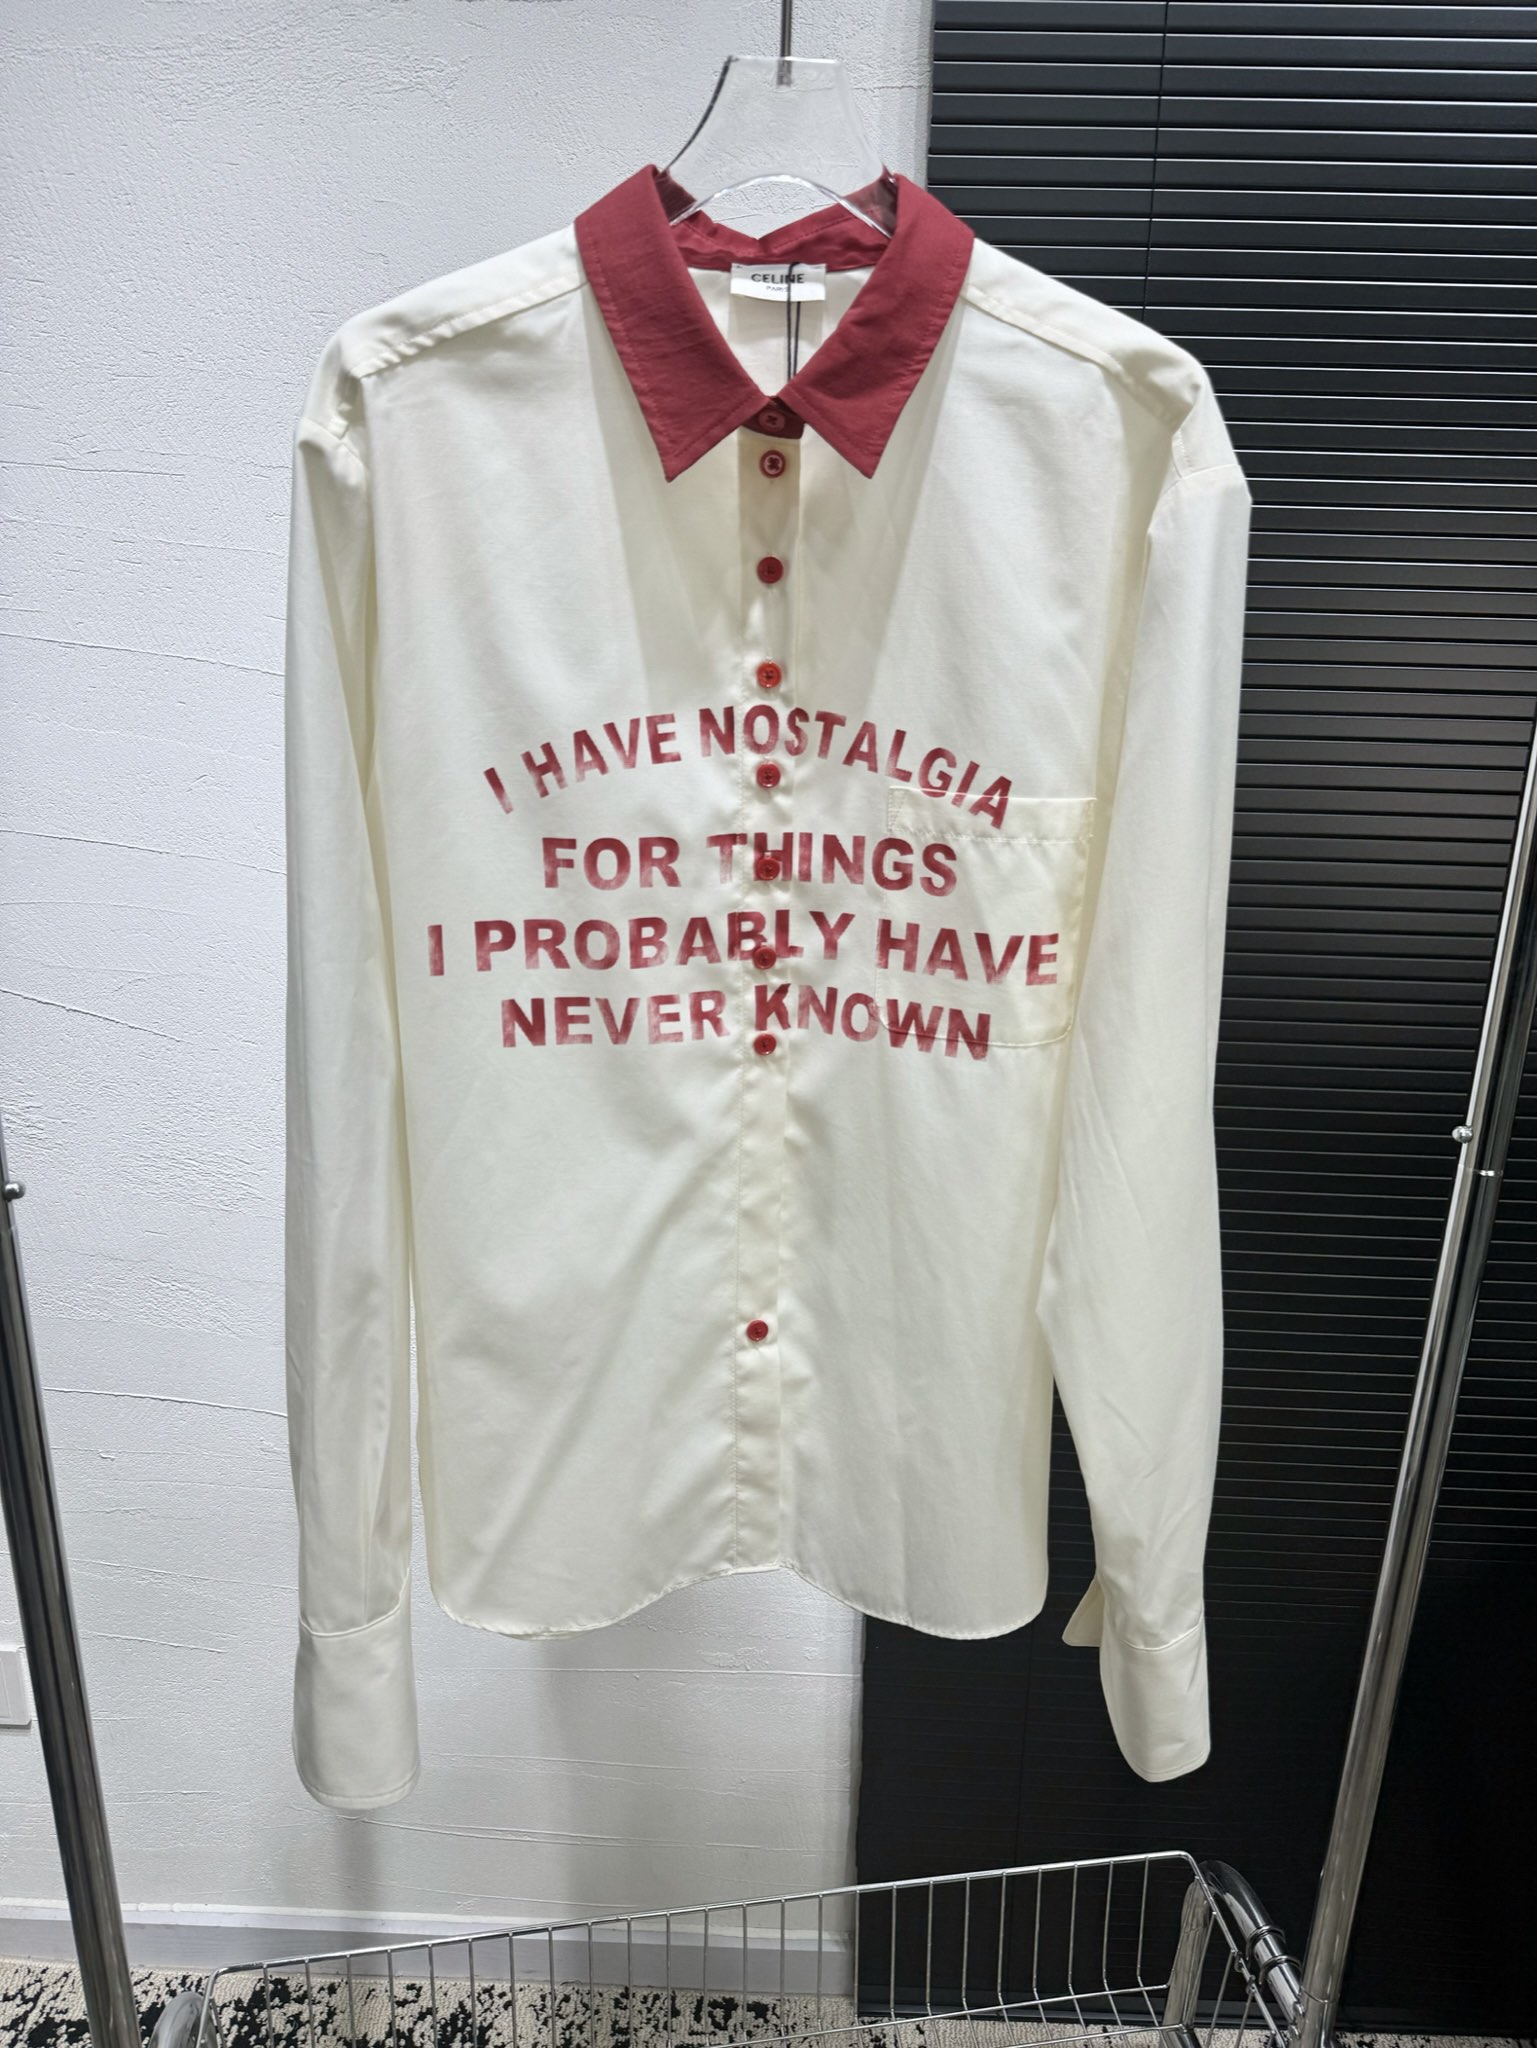 CELINE
PARIS
I HAVE NOSTALGIA
FOR THINGS
I PROBABLY HAVE
NEVER KNOWN